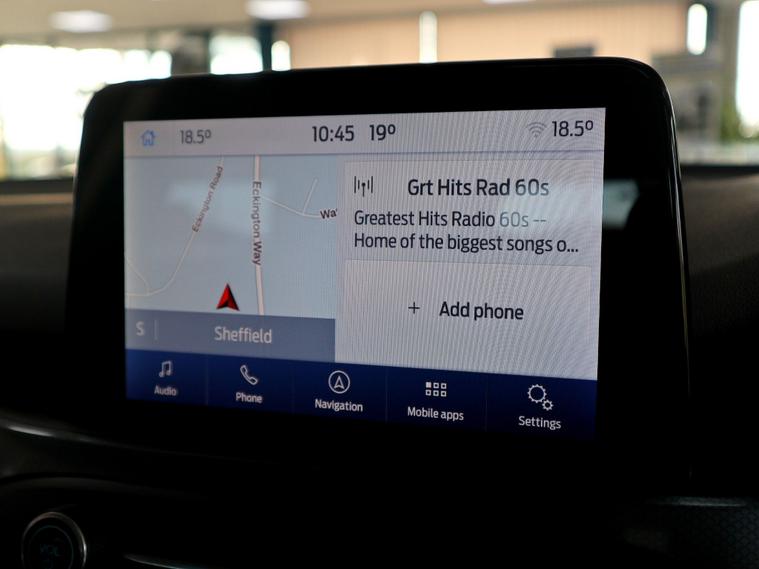 18.5° 10:45 19° 18.5°
Eckington Road
Eckington Way
Wa
Grt Hits Rad 60s
Greatest Hits Radio 60s --
Home of the biggest songs o...
+ Add phone
S
Sheffield
Audio
Phone
Navigation
Mobile apps
Settings
VOL